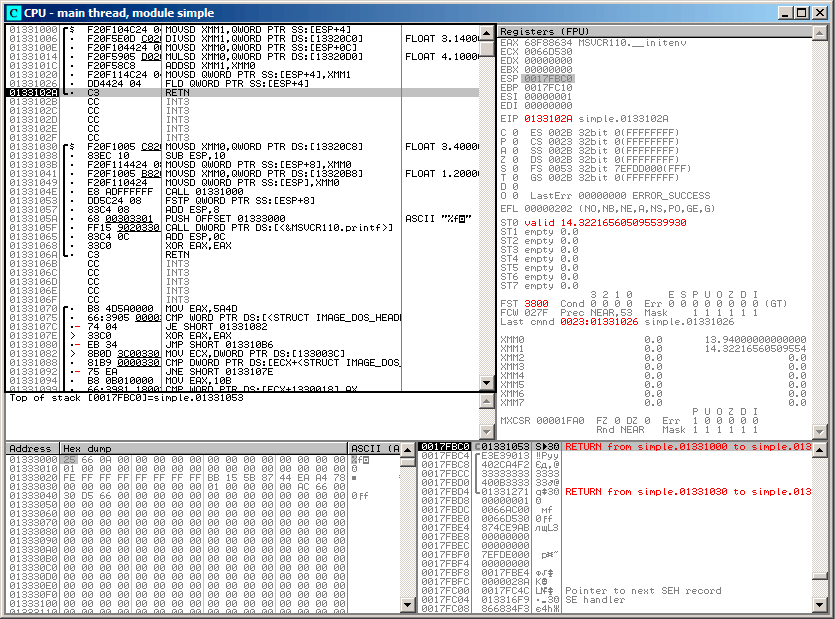 CPU - main thread, module simple
01331000 $ F20F104C24 04 MOVSD XMM1,QWORD PTR SS:[ESP+4]
01331006 . F20F5E0D C020 DIVSD XMM1,QWORD PTR DS:[13320C0] FLOAT 3.1400
0133100E . F20F104424 0C MOVSD XMM0,QWORD PTR SS:[ESP+0C]
01331014 . F20F5905 D020 MULSD XMM0,QWORD PTR DS:[13320D0] FLOAT 4.1000
0133101C . F20F58C8 ADDSD XMM1,XMM0
01331020 . F20F114C24 04 MOVSD QWORD PTR SS:[ESP+4],XMM1
01331026 . DD4424 04 FLD QWORD PTR SS:[ESP+4]
0133102A . C3 RETN
0133102B CC INT3
0133102C CC INT3
0133102D CC INT3
0133102E CC INT3
0133102F CC INT3
01331030 $ F20F1005 C820 MOVSD XMM0,QWORD PTR DS:[13320C8] FLOAT 3.4000
01331038 . 83EC 10 SUB ESP,10
0133103B . F20F114424 08 MOVSD QWORD PTR SS:[ESP+8],XMM0
01331041 . F20F1005 B820 MOVSD XMM0,QWORD PTR DS:[13320B8] FLOAT 1.2000
01331049 . F20F110424 MOVSD QWORD PTR SS:[ESP],XMM0
0133104E . E8 ADFFFFFF CALL 01331000
01331053 . DD5C24 08 FSTP QWORD PTR SS:[ESP+8]
01331057 . 83C4 08 ADD ESP,8
0133105A . 68 00303301 PUSH OFFSET 01333000 ASCII "%f
0133105F . FF15 90203301 CALL DWORD PTR DS:[<&MSVCR110.printf>]
01331065 . 83C4 0C ADD ESP,0C
01331068 . 33C0 XOR EAX,EAX
0133106A . C3 RETN
0133106B CC INT3
0133106C CC INT3
0133106D CC INT3
0133106E CC INT3
0133106F CC INT3
01331070 . B8 4D5A0000 MOV EAX,5A4D
01331075 . 66:3905 0000 CMP WORD PTR DS:[<STRUCT IMAGE_DOS_HEAD
0133107C . 74 04 JE SHORT 01331082
0133107E > 33C0 XOR EAX,EAX
01331080 . EB 34 JMP SHORT 013310B6
01331082 > 8B0D 3C003301 MOV ECX,DWORD PTR DS:[133003C]
01331088 . 81B9 00003301 CMP DWORD PTR DS:[ECX+<STRUCT IMAGE_DOS_
01331092 . 75 EA JNE SHORT 0133107E
01331094 . B8 0B010000 MOV EAX,10B
01331099 . 66:3981 1800 CMP WORD PTR DS:[ECX+1330018],AX
Top of stack [0017FBC0]=simple.01331053
Registers (FPU)
EAX 68F88634 MSVCR110.__initenv
ECX 0066D530
EDX 00000000
EBX 00000000
ESP 0017FBC0
EBP 0017FC10
ESI 00000001
EDI 00000000
EIP 0133102A simple.0133102A
C 0 ES 002B 32bit 0(FFFFFFFF)
P 0 CS 0023 32bit 0(FFFFFFFF)
A 0 SS 002B 32bit 0(FFFFFFFF)
Z 0 DS 002B 32bit 0(FFFFFFFF)
S 0 FS 0053 32bit 7EFDD000(FFF)
T 0 GS 002B 32bit 0(FFFFFFFF)
D 0
O 0 LastErr 00000000 ERROR_SUCCESS
EFL 00000202 (NO,NB,NE,A,NS,PO,GE,G)
ST0 valid 14.322165605095539930
ST1 empty 0.0
ST2 empty 0.0
ST3 empty 0.0
ST4 empty 0.0
ST5 empty 0.0
ST6 empty 0.0
ST7 empty 0.0
3 2 1 0 E S P U O Z D I
FST 3800 Cond 0 0 0 0 Err 0 0 0 0 0 0 0 0 (GT)
FCW 027F Prec NEAR,53 Mask 1 1 1 1 1 1
Last cmnd 0023:01331026 simple.01331026
XMM0 0.0 13.94000000000000
XMM1 0.0 14.32216560509554
XMM2 0.0 0.0
XMM3 0.0 0.0
XMM4 0.0 0.0
XMM5 0.0 0.0
XMM6 0.0 0.0
XMM7 0.0 0.0
P U O Z D I
MXCSR 00001FA0 FZ 0 DZ 0 Err 1 0 0 0 0 0
Rnd NEAR Mask 1 1 1 1 1 1
Address Hex dump ASCII (A
01333000 25 66 0A 00 00 00 00 00 00 00 00 00 00 00 00 00 %f
01333010 01 00 00 00 00 00 00 00 00 00 00 00 00 00 00 00
01333020 FE FF FF FF FF FF FF FF BB 15 5B 87 44 EA A4 78
01333030 00 00 00 00 00 00 00 00 01 00 00 00 00 AC 66 00
01333040 30 D5 66 00 00 00 00 00 00 00 00 00 00 00 00 00 0ff
01333050 00 00 00 00 00 00 00 00 00 00 00 00 00 00 00 00
01333060 00 00 00 00 00 00 00 00 00 00 00 00 00 00 00 00
01333070 00 00 00 00 00 00 00 00 00 00 00 00 00 00 00 00
01333080 00 00 00 00 00 00 00 00 00 00 00 00 00 00 00 00
01333090 00 00 00 00 00 00 00 00 00 00 00 00 00 00 00 00
013330A0 00 00 00 00 00 00 00 00 00 00 00 00 00 00 00 00
013330B0 00 00 00 00 00 00 00 00 00 00 00 00 00 00 00 00
013330C0 00 00 00 00 00 00 00 00 00 00 00 00 00 00 00 00
013330D0 00 00 00 00 00 00 00 00 00 00 00 00 00 00 00 00
013330E0 00 00 00 00 00 00 00 00 00 00 00 00 00 00 00 00
013330F0 00 00 00 00 00 00 00 00 00 00 00 00 00 00 00 00
01333100 00 00 00 00 00 00 00 00 00 00 00 00 00 00 00 00
0017FBC0 01331053 RETURN from simple.01331000 to simple.013
0017FBC4 E3E39013
0017FBC8 402CA4F2
0017FBCC 33333333 3333
0017FBD0 400B3333
0017FBD4 01331271 RETURN from simple.01331030 to simple.013
0017FBD8 00000001
0017FBDC 0066AC00
0017FBE0 0066D530 0ff
0017FBE4 874CE9AB
0017FBE8 00000000
0017FBEC 00000000
0017FBF0 7EFDE000
0017FBF4 00000000
0017FBF8 0017FBE4
0017FBFC 0000028A
0017FC00 0017FC4C Pointer to next SEH record
0017FC04 013316F9 SE handler
0017FC08 866834F3